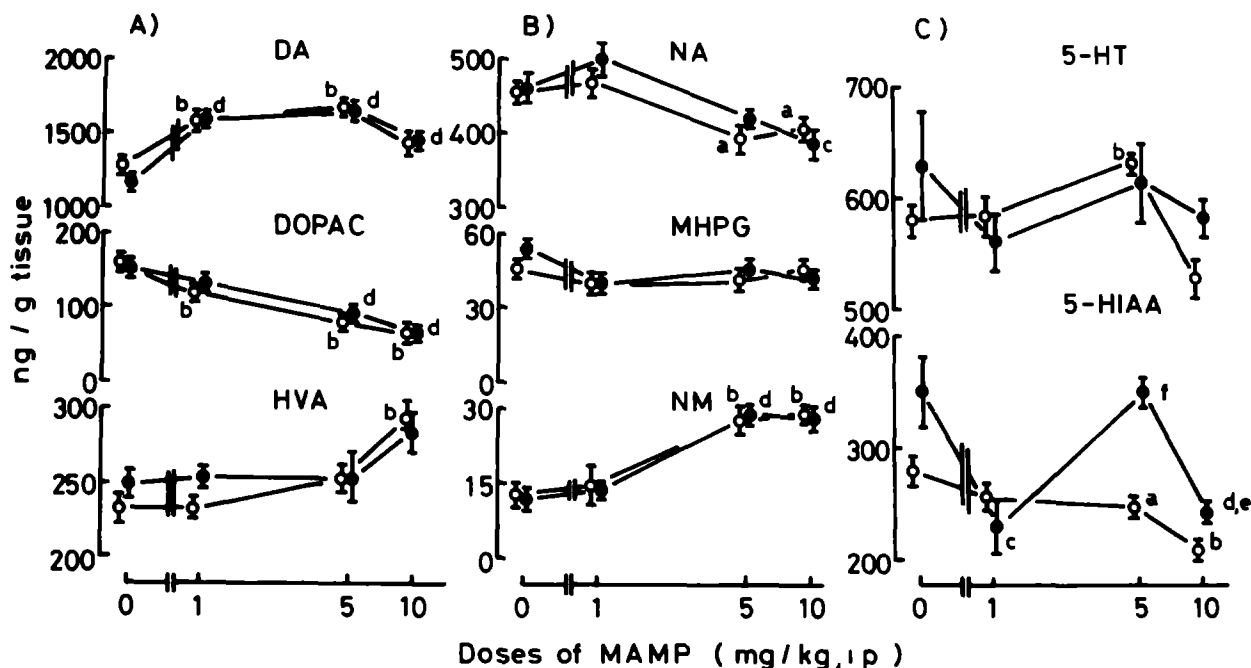 A)
B)
C)
DA
NA
5-HT
2000
1500
1000
b
d
b
d
d
500
400
300
a
a
c
700
600
500
b
DOPAC
MHPG
5-HIAA
200
100
0
b
b
d
b
d
60
30
0
400
300
200
c
f
a
d,e
b
HVA
NM
300
250
200
b
30
15
0
b
d
b
d
ng / g tissue
0
1
5
10
0
1
5
10
0
1
5
10
Doses of MAMP ( mg/kg, ip )